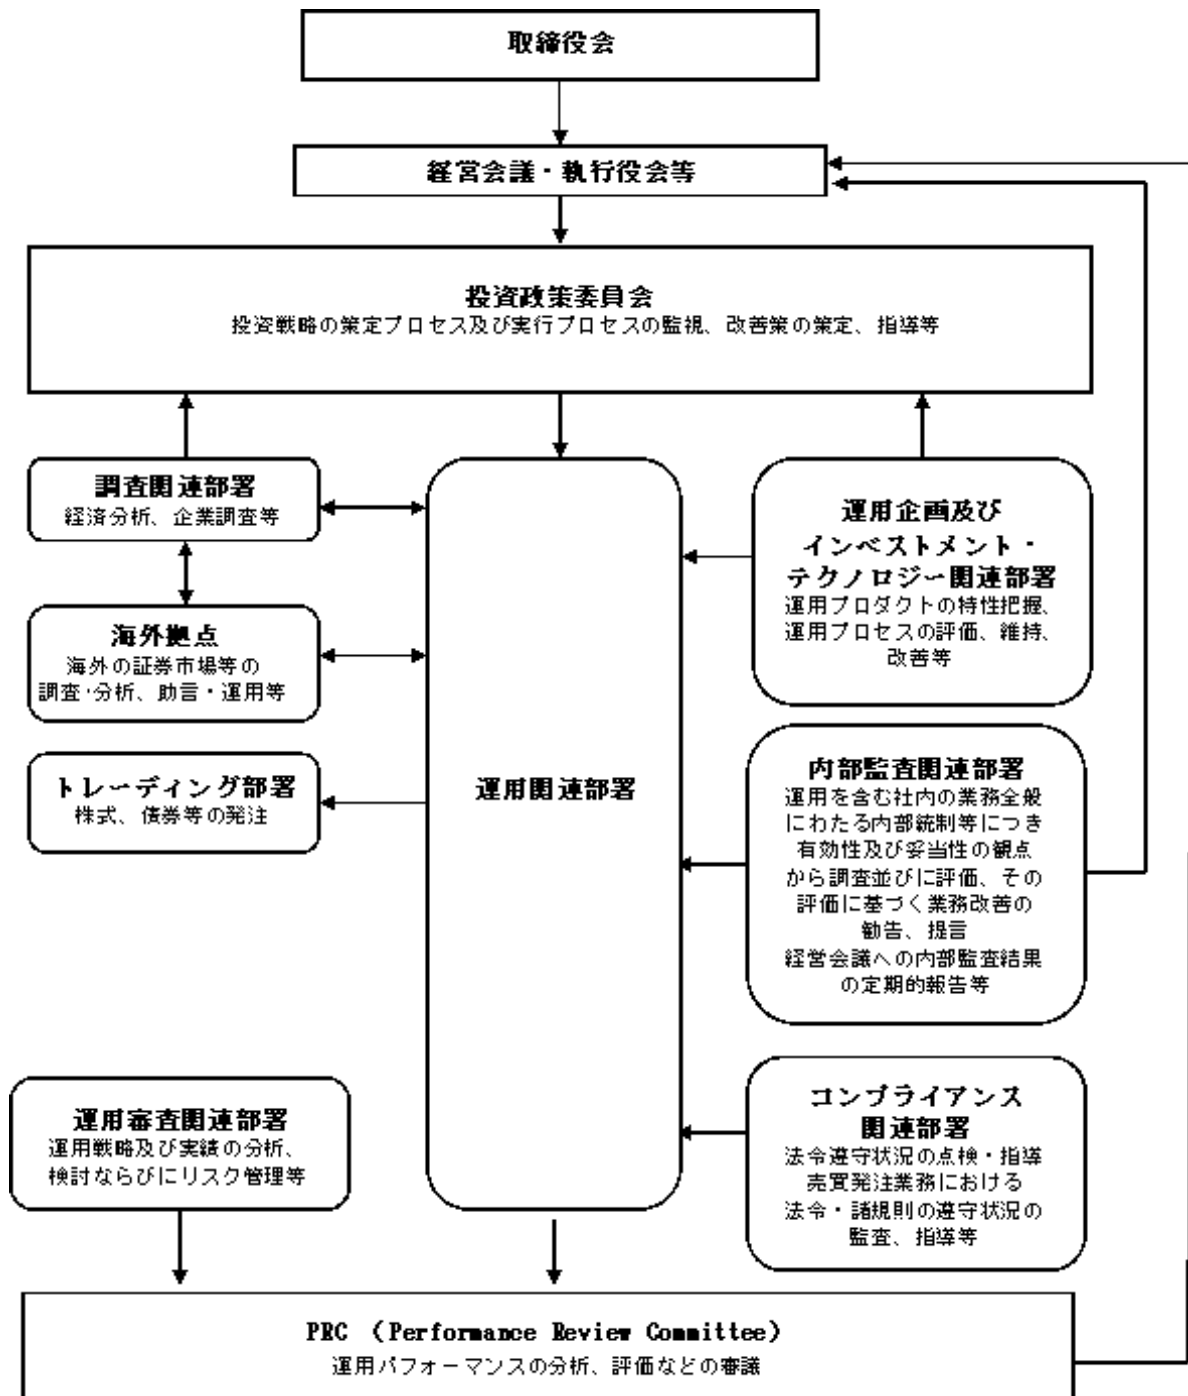 取締役会
経営会議・執行役会等
投資政策委員会
投資戦略の策定プロセス及び実行プロセスの監視、改善策の策定、指導等
調査関連部署
経済分析、企業調査等
海外拠点
海外の証券市場等の
調査・分析、助言・運用等
トレーディング部署
株式、債券等の発注
運用関連部署
運用企画及び
インベストメント・
テクノロジー関連部署
運用プロダクトの特性把握、
運用プロセスの評価、維持、
改善等
内部監査関連部署
運用を含む社内の業務全般
にわたる内部統制等につき
有効性及び妥当性の観点
から調査並びに評価、その
評価に基づく業務改善の
勧告、提言
経営会議への内部監査結果
の定期的報告等
運用審査関連部署
運用戦略及び実績の分析、
検討ならびにリスク管理等
コンプライアンス
関連部署
法令遵守状況の点検・指導
売買発注業務における
法令・諸規則の遵守状況の
監査、指導等
PRC （Performance Review Committee）
運用パフォーマンスの分析、評価などの審議